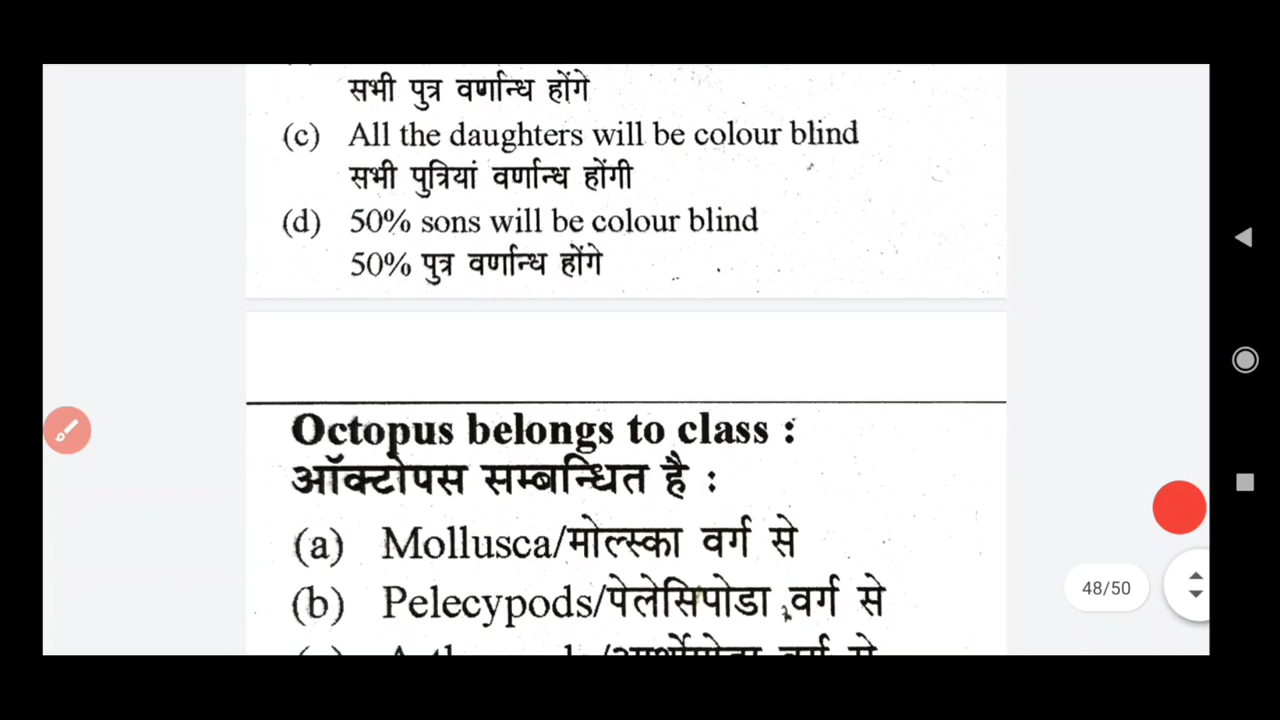 सभी पुत्र वर्णान्ध होंगे
(c) All the daughters will be colour blind
सभी पुत्रियां वर्णान्ध होंगी
(d) 50% sons will be colour blind
50% पुत्र वर्णान्ध होंगे
Octopus belongs to class :
ऑक्टोपस सम्बन्धित है :
(a) Mollusca/मोल्स्का वर्ग से
(b) Pelecypods/पेलेसिपोडा वर्ग से
48/50